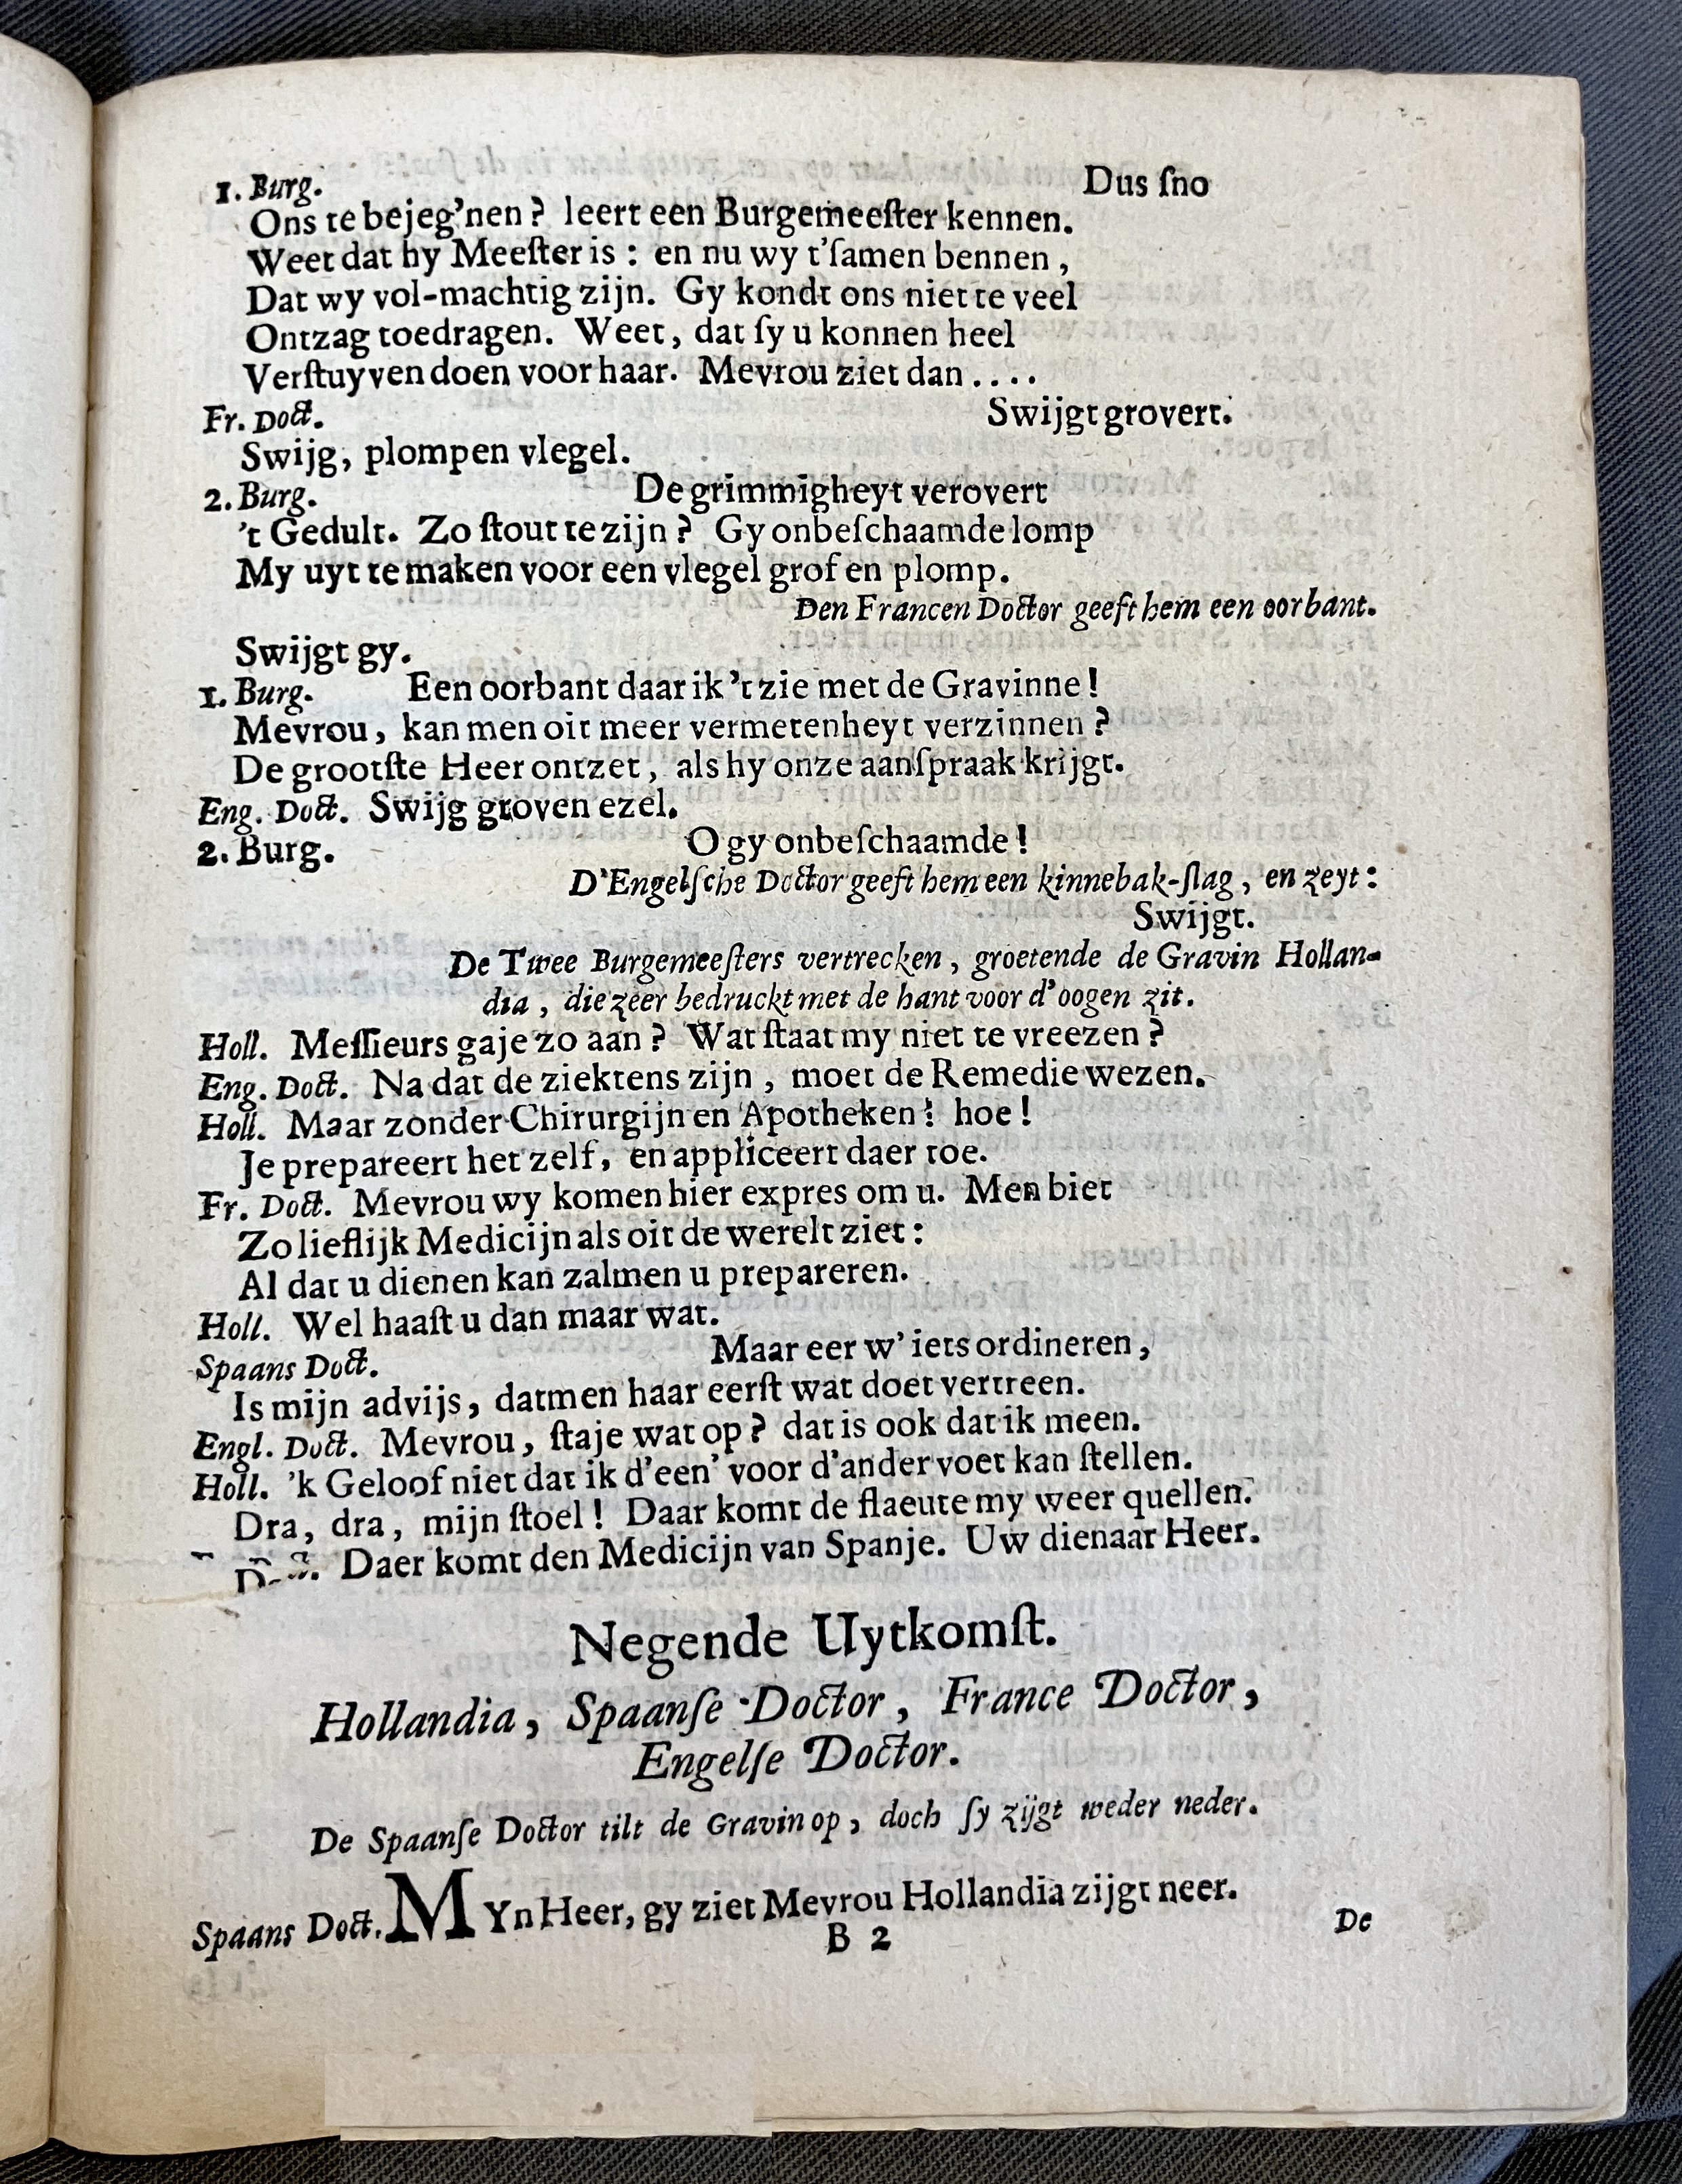 1. Burg. Dus ſno
Ons te bejeg'nen? leert een Burgemeeſter kennen.
Weet dat hy Meeſter is: en nu wy t'ſamen bennen,
Dat wy vol-machtig zijn. Gy kondt ons niet te veel
Ontzag toedragen. Weet, dat ſy u konnen heel
Verſtuyven doen voor haar. Mevrou ziet dan....
Fr. Doct. Swijgt grovert.
Swijg, plompen vlegel.
2. Burg. De grimmigheyt verovert
't Gedult. Zo ſtout te zijn? Gy onbeſchaamde lomp
My uyt te maken voor een vlegel grof en plomp.
Den Francen Doctor geeft hem een oorbant.
Swijgt gy.
1. Burg. Een oorbant daar ik 't zie met de Gravinne!
Mevrou, kan men oit meer vermetenheyt verzinnen?
De grootſte Heer ontzet, als hy onze aanſpraak krijgt.
Eng. Doct. Swijg groven ezel.
2. Burg. O gy onbeſchaamde!
D'Engelſche Doctor geeft hem een kinnebak-ſlag, en zeyt:
Swijgt.
De Twee Burgemeeſters vertrecken, groetende de Gravin Hollan-
dia, die zeer bedruckt met de hant voor d'oogen zit.
Holl. Meſſieurs gaje zo aan? Wat ſtaat my niet te vreezen?
Eng. Doct. Na dat de ziektens zijn, moet de Remedie wezen.
Holl. Maar zonder Chirurgijn en Apotheken! hoe!
Je prepareert het zelf, en appliceert daer toe.
Fr. Doct. Mevrou wy komen hier expres om u. Men biet
Zo lieflijk Medicijn als oit de werelt ziet:
Al dat u dienen kan zalmen u prepareren.
Holl. Wel haaſt u dan maar wat.
Spaans Doct. Maar eer w' iets ordineren,
Is mijn advijs, datmen haar eerſt wat doet vertreen.
Engl. Doct. Mevrou, ſtaje wat op? dat is ook dat ik meen.
Holl. 'k Geloof niet dat ik d'een' voor d'ander voet kan ſtellen.
Dra, dra, mijn ſtoel! Daar komt de flaeute my weer quellen.
Daer komt den Medicijn van Spanje. Uw dienaar Heer.
Negende Uytkomſt.
Hollandia, Spaanſe Doctor, France Doctor,
Engelſe Doctor.
De Spaanſe Doctor tilt de Gravin op, doch ſy zijgt weder neder.
Spaans Doct. MYn Heer, gy ziet Mevrou Hollandia zijgt neer.
B 2 De